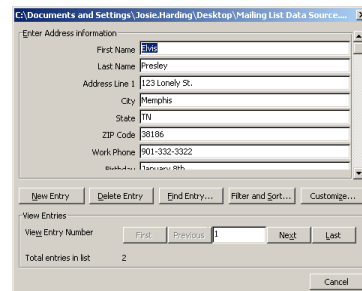 C:\Documents and Settings\Josie.Harding\Desktop\Mailing List Data Source....
Enter Address information
First Name Elvis
Last Name Presley
Address Line 1 123 Lonely St.
City Memphis
State TN
ZIP Code 38186
Work Phone 901-332-3322
Birthday January 8th
New Entry Delete Entry Find Entry... Filter and Sort... Customize...
View Entries
View Entry Number First Previous 1 Next Last
Total entries in list 2
Cancel